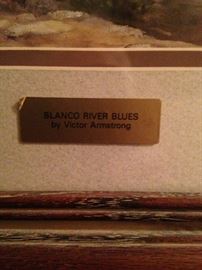 BLANCO RIVER BLUES
by Victor Armstrong